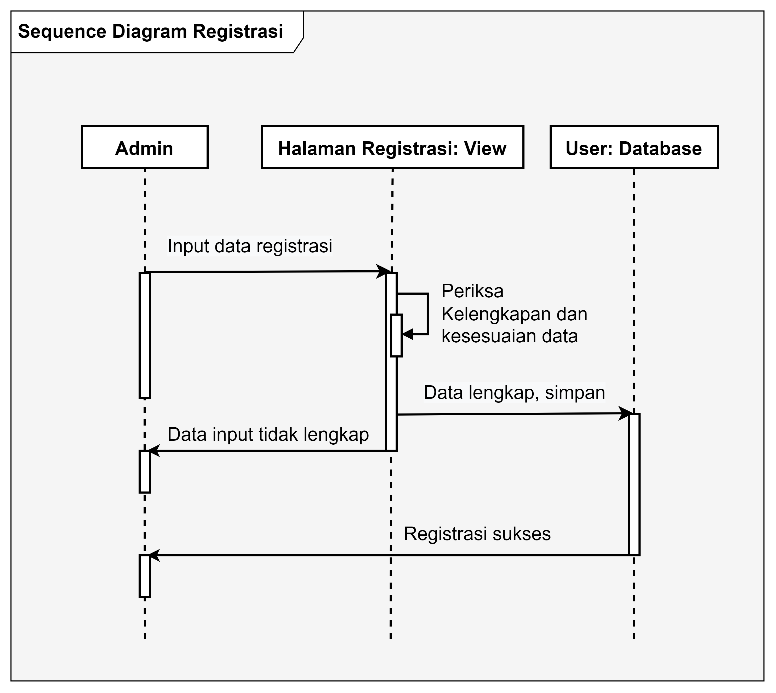 Sequence Diagram Registrasi
Admin
Halaman Registrasi: View
User: Database
Input data registrasi
Periksa
Kelengkapan dan
kesesuaian data
Data lengkap, simpan
Data input tidak lengkap
Registrasi sukses